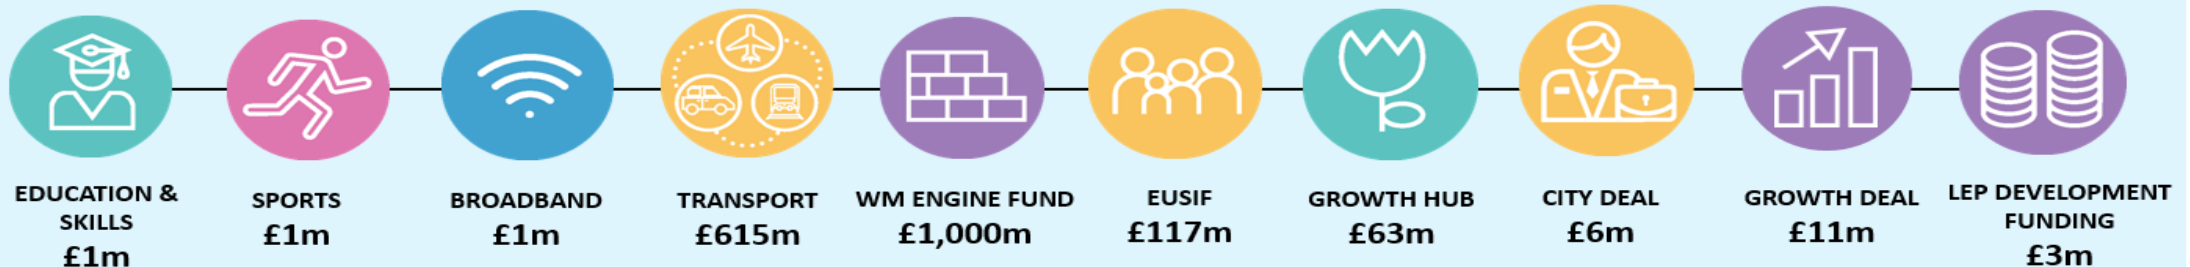 EDUCATION &
SKILLS
£1m
SPORTS
£1m
BROADBAND
£1m
TRANSPORT
£615m
WM ENGINE FUND
£1,000m
EUSIF
£117m
GROWTH HUB
£63m
CITY DEAL
£6m
GROWTH DEAL
£11m
LEP DEVELOPMENT
FUNDING
£3m